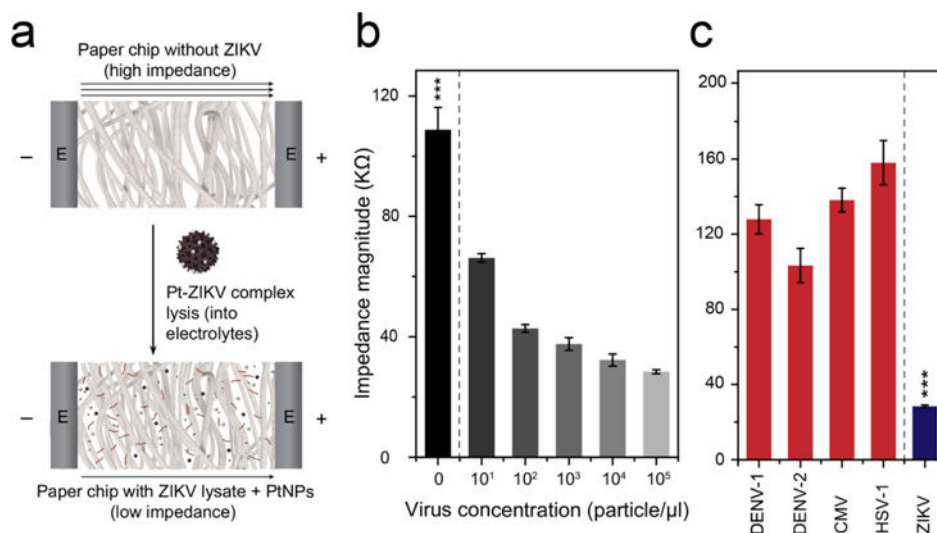 a
Paper chip without ZIKV
(high impedance)
– E E +
Pt-ZIKV complex
lysis (into
electrolytes)
– E E +
Paper chip with ZIKV lysate + PtNPs
(low impedance)
b
Impedance magnitude (KΩ)
120
80
40
0
***
0 10¹ 10² 10³ 10⁴ 10⁵
Virus concentration (particle/µl)
c
200
160
120
80
40
0
***
DENV-1
DENV-2
CMV
HSV-1
ZIKV